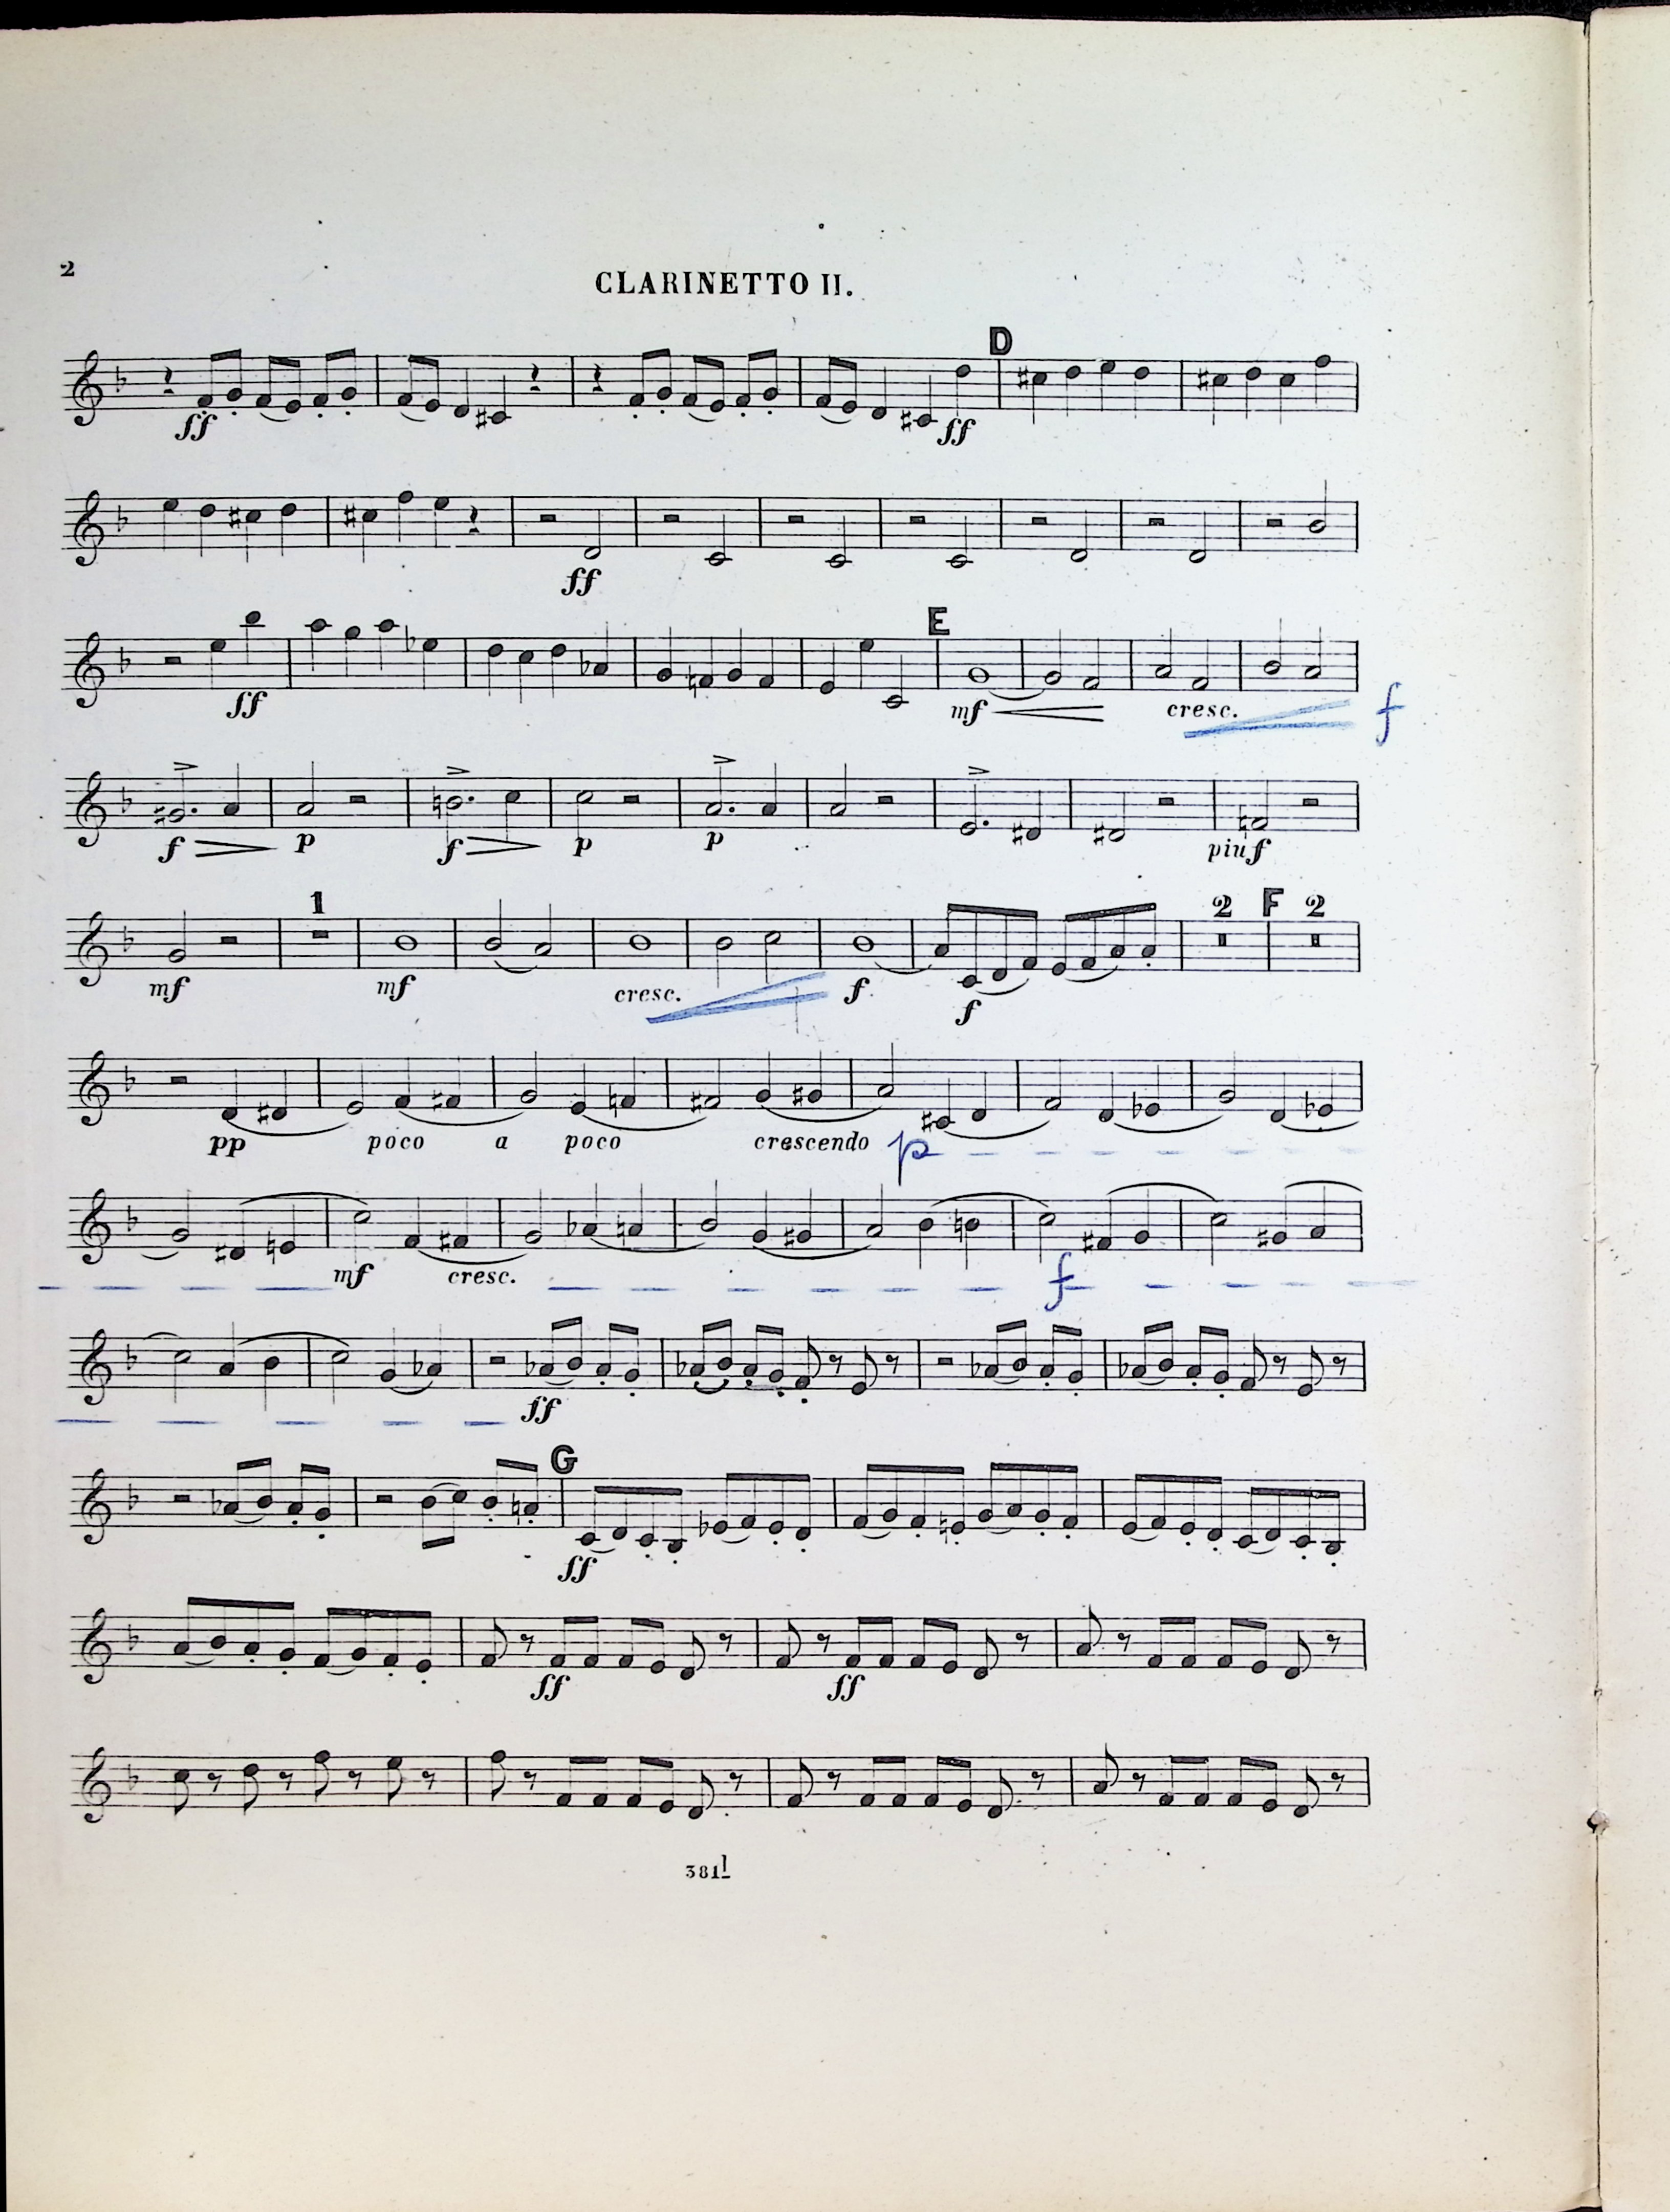 2
CLARINETTO II.
D
ff ff
ff
E
ff mf cresc. f
f p f p p più f
1 2 F 2
mf mf cresc. f f
pp poco a poco crescendo p
mf cresc. f
ff
G
ff
ff ff
3811